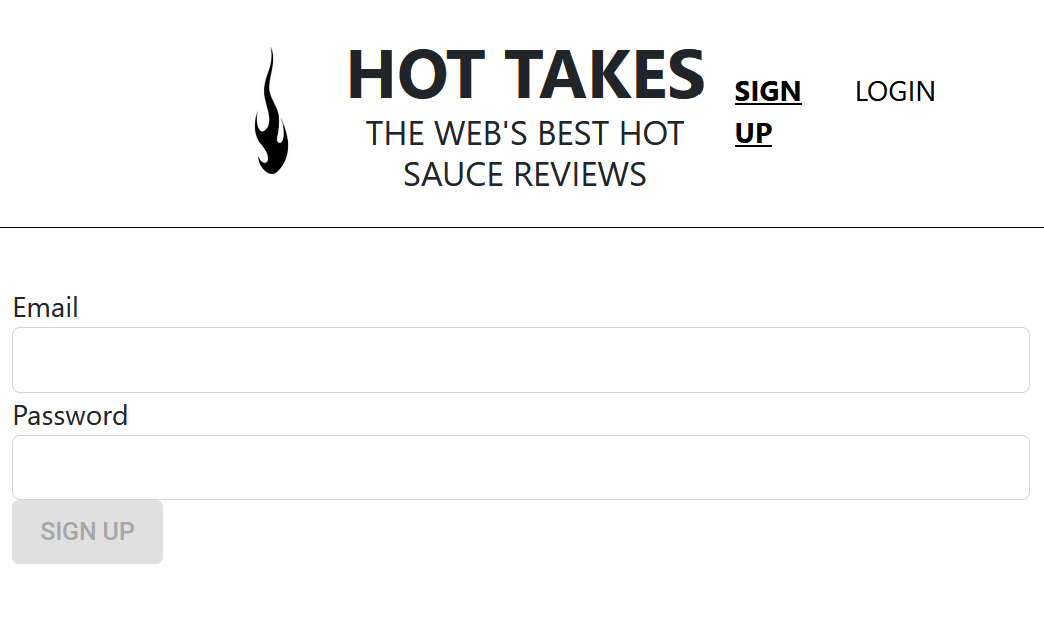 HOT TAKES
THE WEB'S BEST HOT
SAUCE REVIEWS
SIGN
UP
LOGIN
Email
Password
SIGN UP